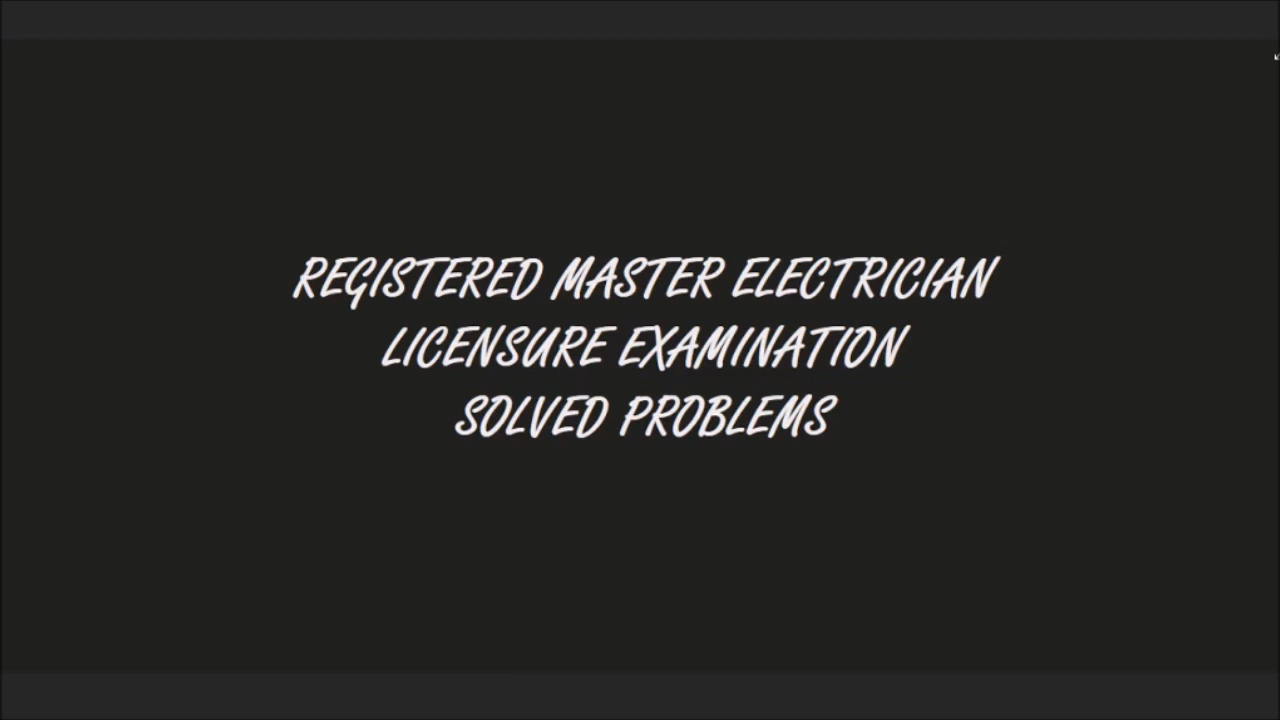 REGISTERED MASTER ELECTRICIAN
LICENSURE EXAMINATION
SOLVED PROBLEMS